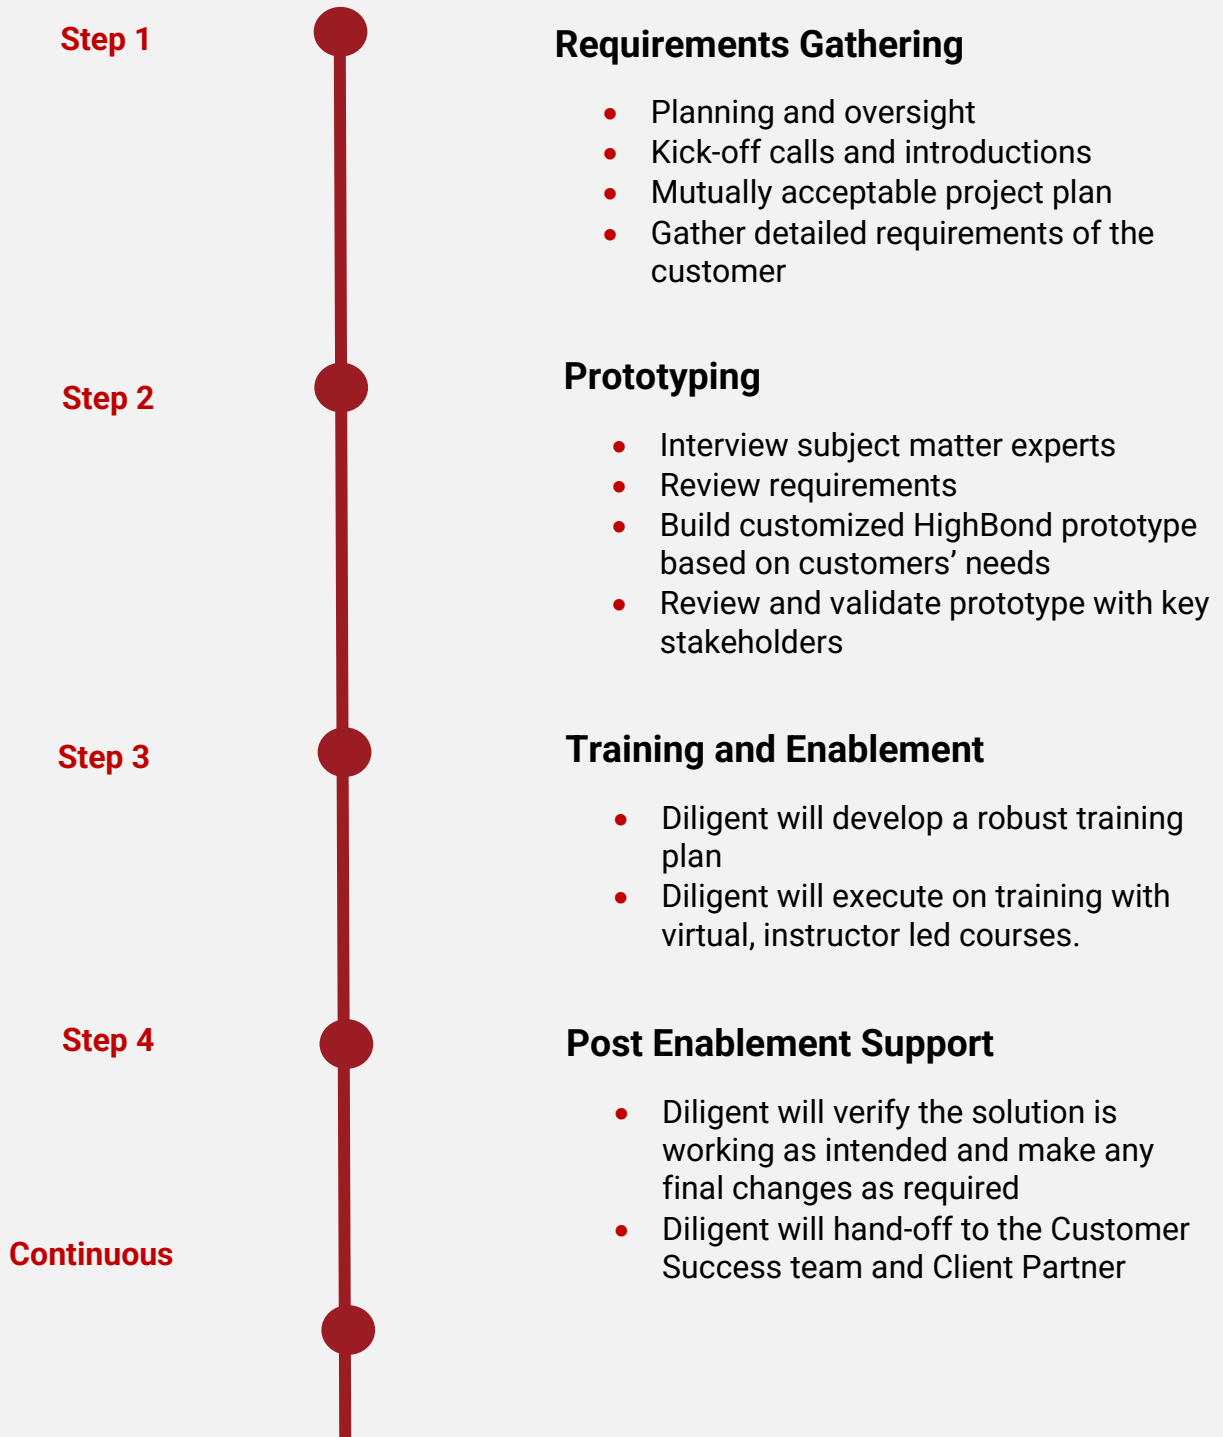 Step 1
Requirements Gathering
• Planning and oversight
• Kick-off calls and introductions
• Mutually acceptable project plan
• Gather detailed requirements of the
customer
Step 2
Prototyping
• Interview subject matter experts
• Review requirements
• Build customized HighBond prototype
based on customers’ needs
• Review and validate prototype with key
stakeholders
Step 3
Training and Enablement
• Diligent will develop a robust training
plan
• Diligent will execute on training with
virtual, instructor led courses.
Step 4
Post Enablement Support
• Diligent will verify the solution is
working as intended and make any
final changes as required
• Diligent will hand-off to the Customer
Success team and Client Partner
Continuous